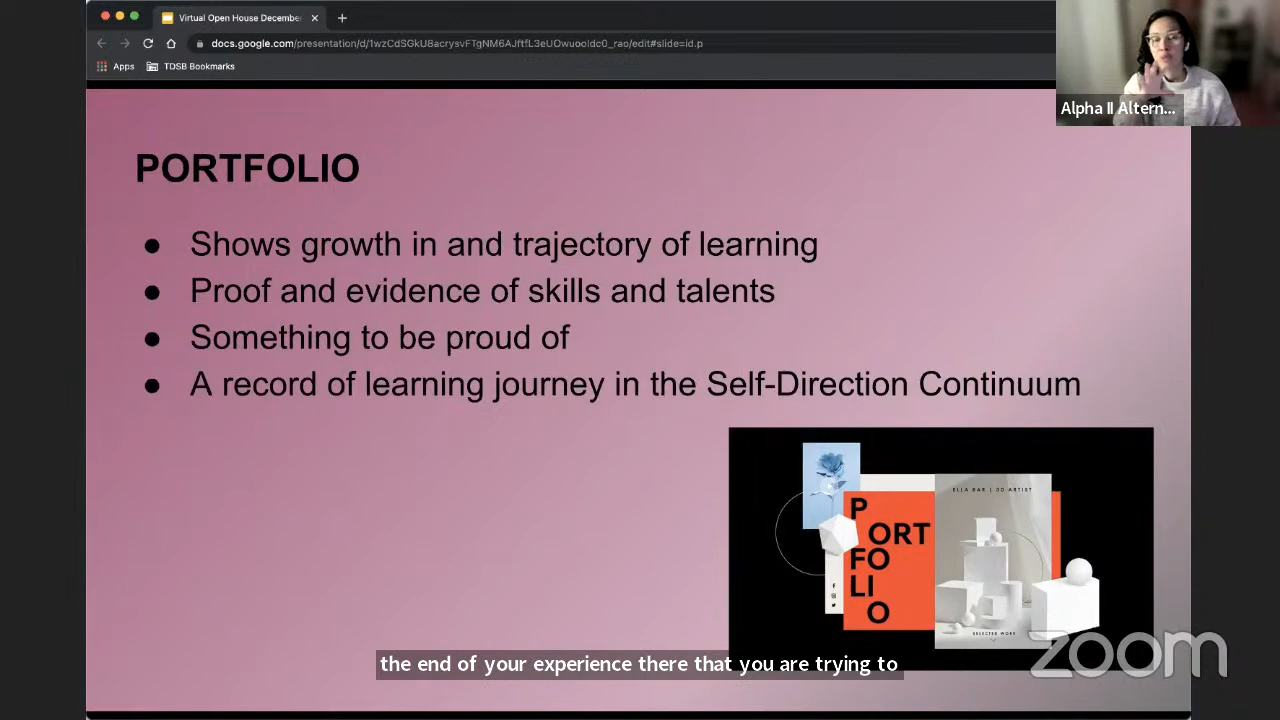 Virtual Open House December
docs.google.com/presentation/d/1wzCdSGkU8acrysvFTgNM6AJftfL3eUOwuooIdc0_rao/edit#slide=id.p
Apps
TDSB Bookmarks
Alpha II Altern...
PORTFOLIO
● Shows growth in and trajectory of learning
● Proof and evidence of skills and talents
● Something to be proud of
● A record of learning journey in the Self-Direction Continuum
ELLA BAR | 3D ARTIST
P
ORT
FO
LI
O
SELECTED WORK
the end of your experience there that you are trying to
zoom